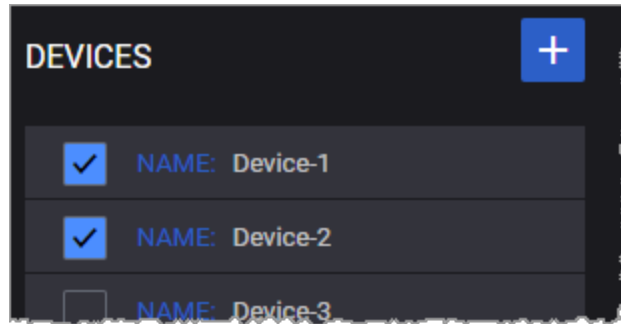 DEVICES +
NAME: Device-1
NAME: Device-2
NAME: Device-3